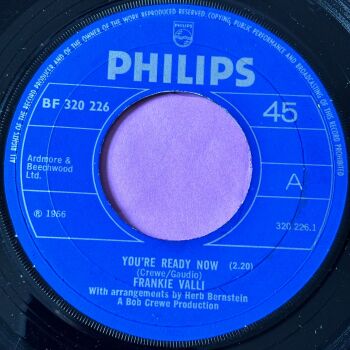 ALL RIGHTS OF THE RECORD PRODUCER AND OF THE OWNER OF THE WORK REPRODUCED RESERVED. COPYING, PUBLIC PERFORMANCE AND BROADCASTING OF THIS RECORD PROHIBITED
PHILIPS
PHILIPS
BF 320 226
45
Ardmore &
Beechwood
Ltd.
A
℗ 1966
320 226.1
YOU'RE READY NOW (2.20)
(Crewe/Gaudio)
FRANKIE VALLI
With arrangements by Herb Bernstein
A Bob Crewe Production